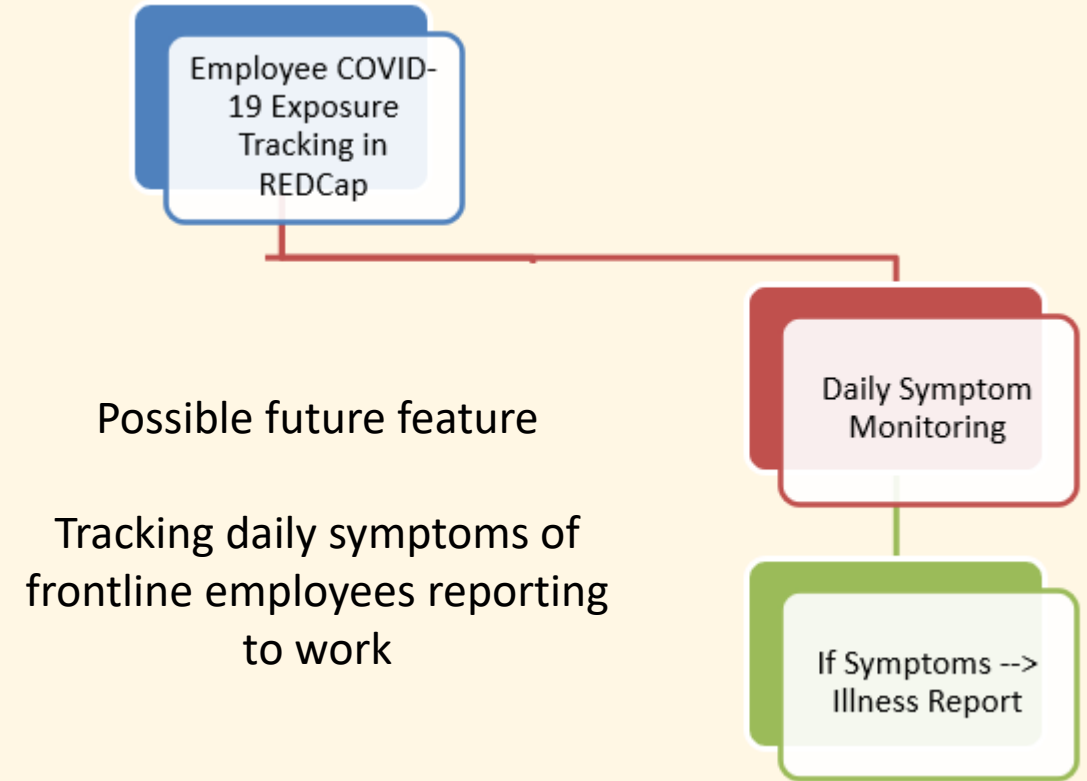 Employee COVID-
19 Exposure
Tracking in
REDCap
Possible future feature
Tracking daily symptoms of
frontline employees reporting
to work
Daily Symptom
Monitoring
If Symptoms -->
Illness Report